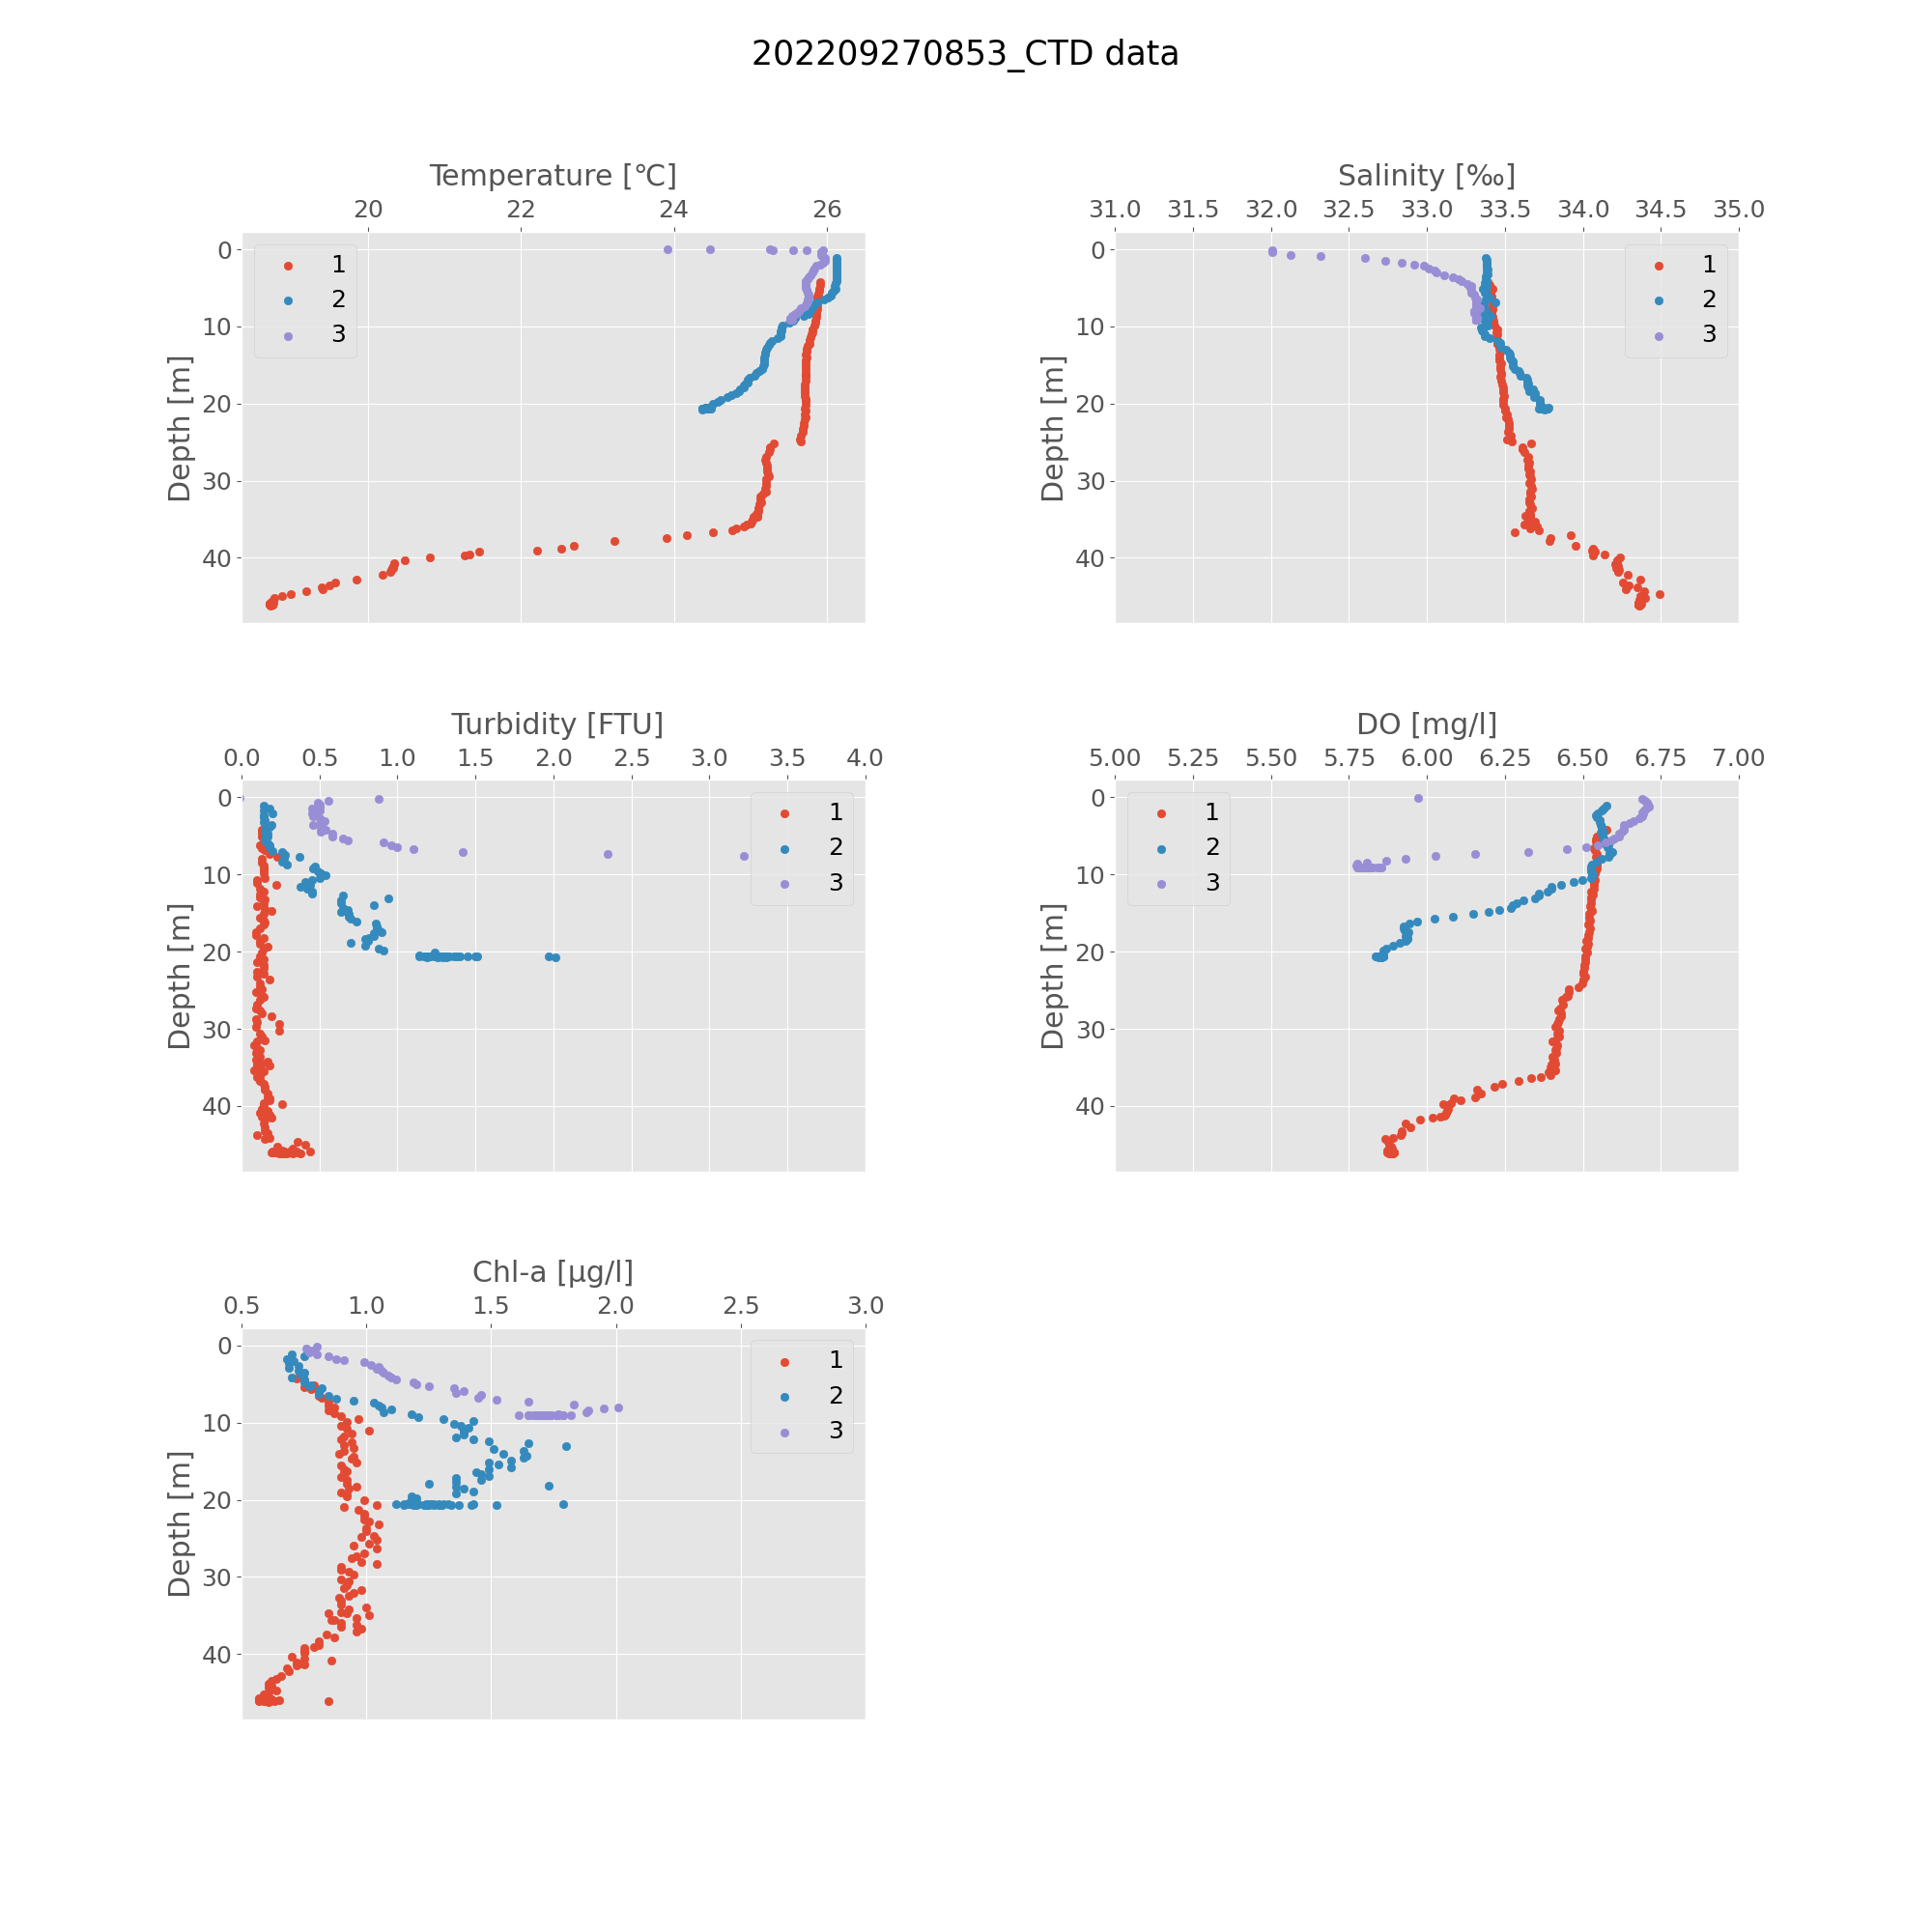 202209270853_CTD data
Temperature [℃]
20 22 24 26
0
10
20
30
40
Depth [m]
1
2
3
Salinity [‰]
31.0 31.5 32.0 32.5 33.0 33.5 34.0 34.5 35.0
0
10
20
30
40
Depth [m]
1
2
3
Turbidity [FTU]
0.0 0.5 1.0 1.5 2.0 2.5 3.0 3.5 4.0
0
10
20
30
40
Depth [m]
1
2
3
DO [mg/l]
5.00 5.25 5.50 5.75 6.00 6.25 6.50 6.75 7.00
0
10
20
30
40
Depth [m]
1
2
3
Chl-a [μg/l]
0.5 1.0 1.5 2.0 2.5 3.0
0
10
20
30
40
Depth [m]
1
2
3